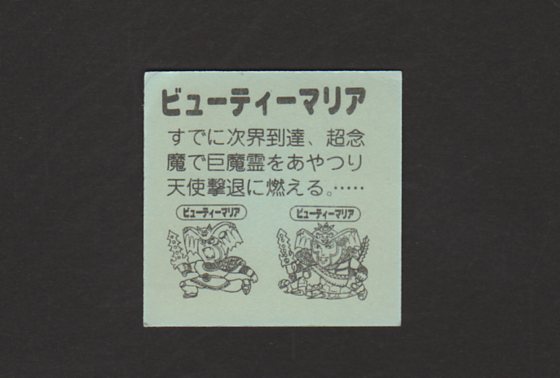 ビューティーマリア
すでに次界到達、超念
魔で巨魔霊をあやつり
天使撃退に燃える。……
ビューティーマリア
ビューティーマリア